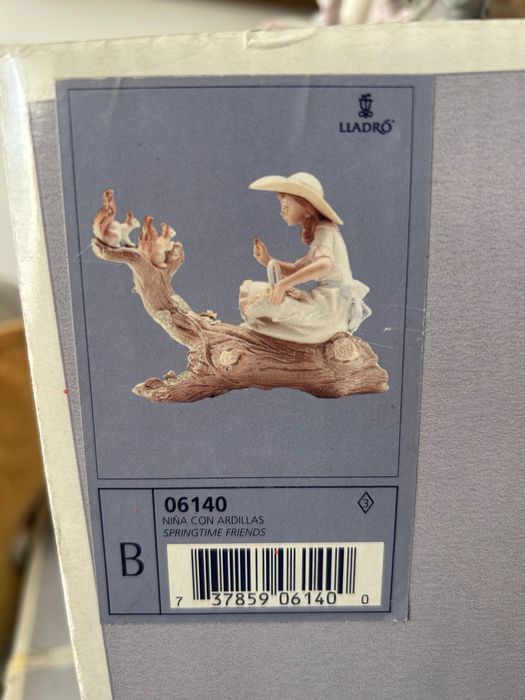 LLADRÓ®
06140
3
NIÑA CON ARDILLAS
SPRINGTIME FRIENDS
B
7 37859 06140 0